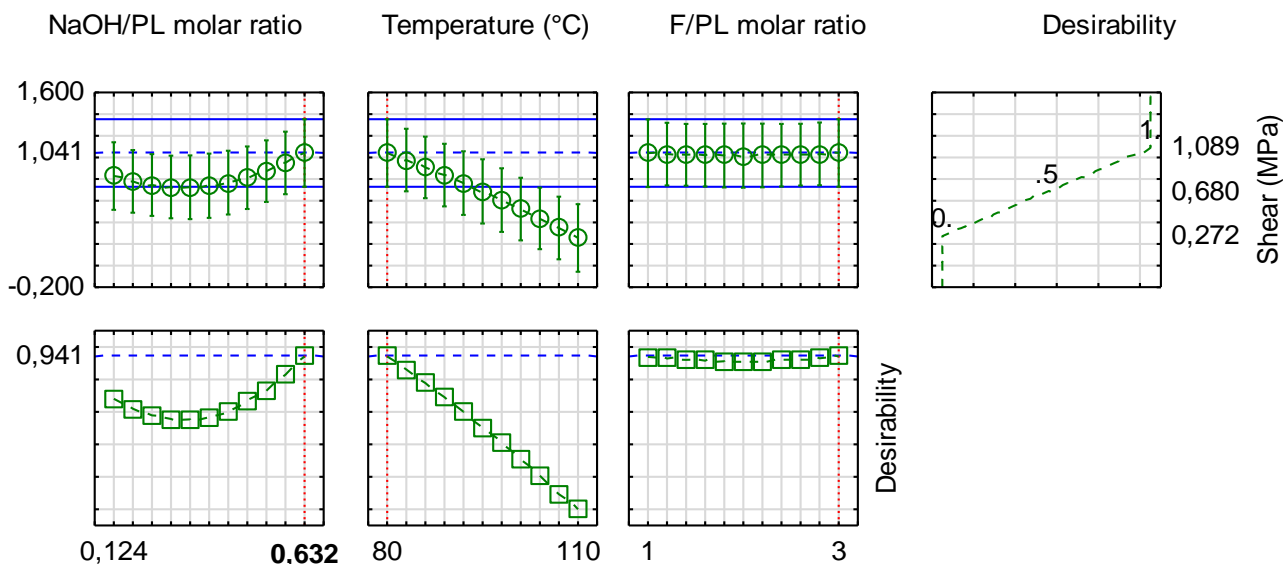 NaOH/PL molar ratio
Temperature (°C)
F/PL molar ratio
Desirability
1,600
1,041
-0,200
1.
.5
0.
1,089
0,680
0,272
Shear (MPa)
0,941
Desirability
0,124
0,632
80
110
1
3